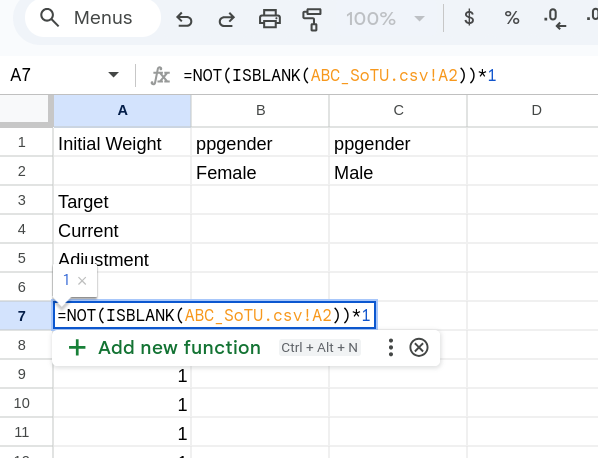 Menus 100% $ % .0 .0
A7 fx =NOT(ISBLANK(ABC_SoTU.csv!A2))*1
A B C D
1 Initial Weight ppgender ppgender
2 Female Male
3 Target
4 Current
5 Adjustment
6 1 ×
7 =NOT(ISBLANK(ABC_SoTU.csv!A2))*1
8 + Add new function Ctrl + Alt + N
9 1
10 1
11 1